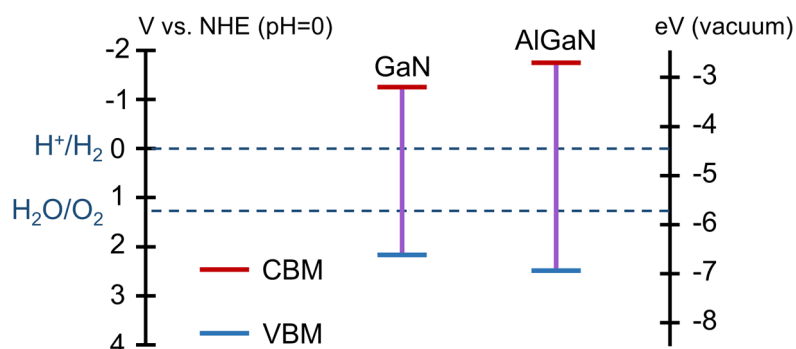 V vs. NHE (pH=0)
eV (vacuum)
-2
-1
0
1
2
3
4
H⁺/H₂
H₂O/O₂
GaN
AlGaN
CBM
VBM
-3
-4
-5
-6
-7
-8